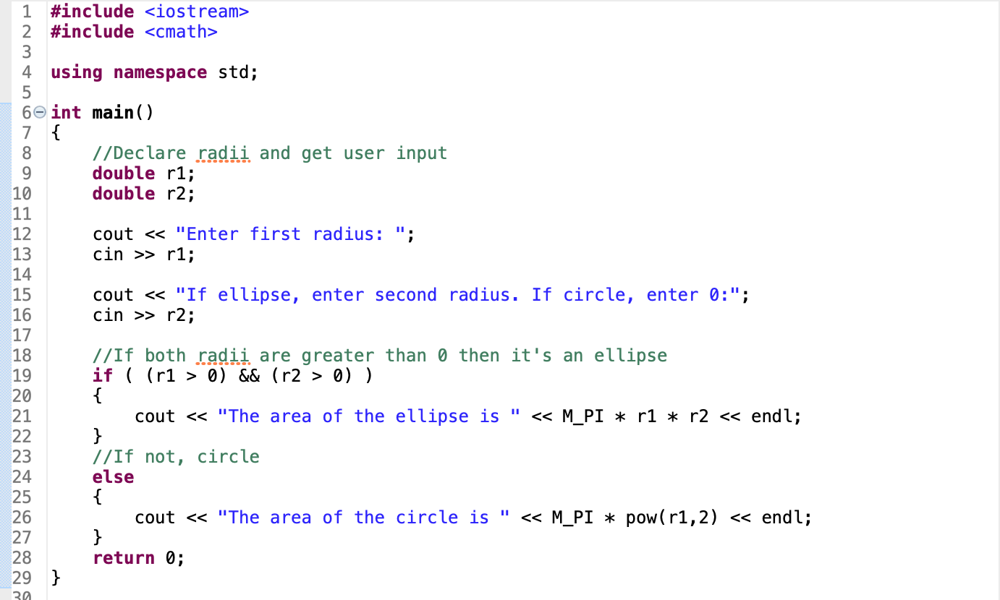 1 #include <iostream>
2 #include <cmath>
3
4 using namespace std;
5
6 int main()
7 {
8     //Declare radii and get user input
9     double r1;
10     double r2;
11
12     cout << "Enter first radius: ";
13     cin >> r1;
14
15     cout << "If ellipse, enter second radius. If circle, enter 0:";
16     cin >> r2;
17
18     //If both radii are greater than 0 then it's an ellipse
19     if ( (r1 > 0) && (r2 > 0) )
20     {
21         cout << "The area of the ellipse is " << M_PI * r1 * r2 << endl;
22     }
23     //If not, circle
24     else
25     {
26         cout << "The area of the circle is " << M_PI * pow(r1,2) << endl;
27     }
28     return 0;
29 }
30